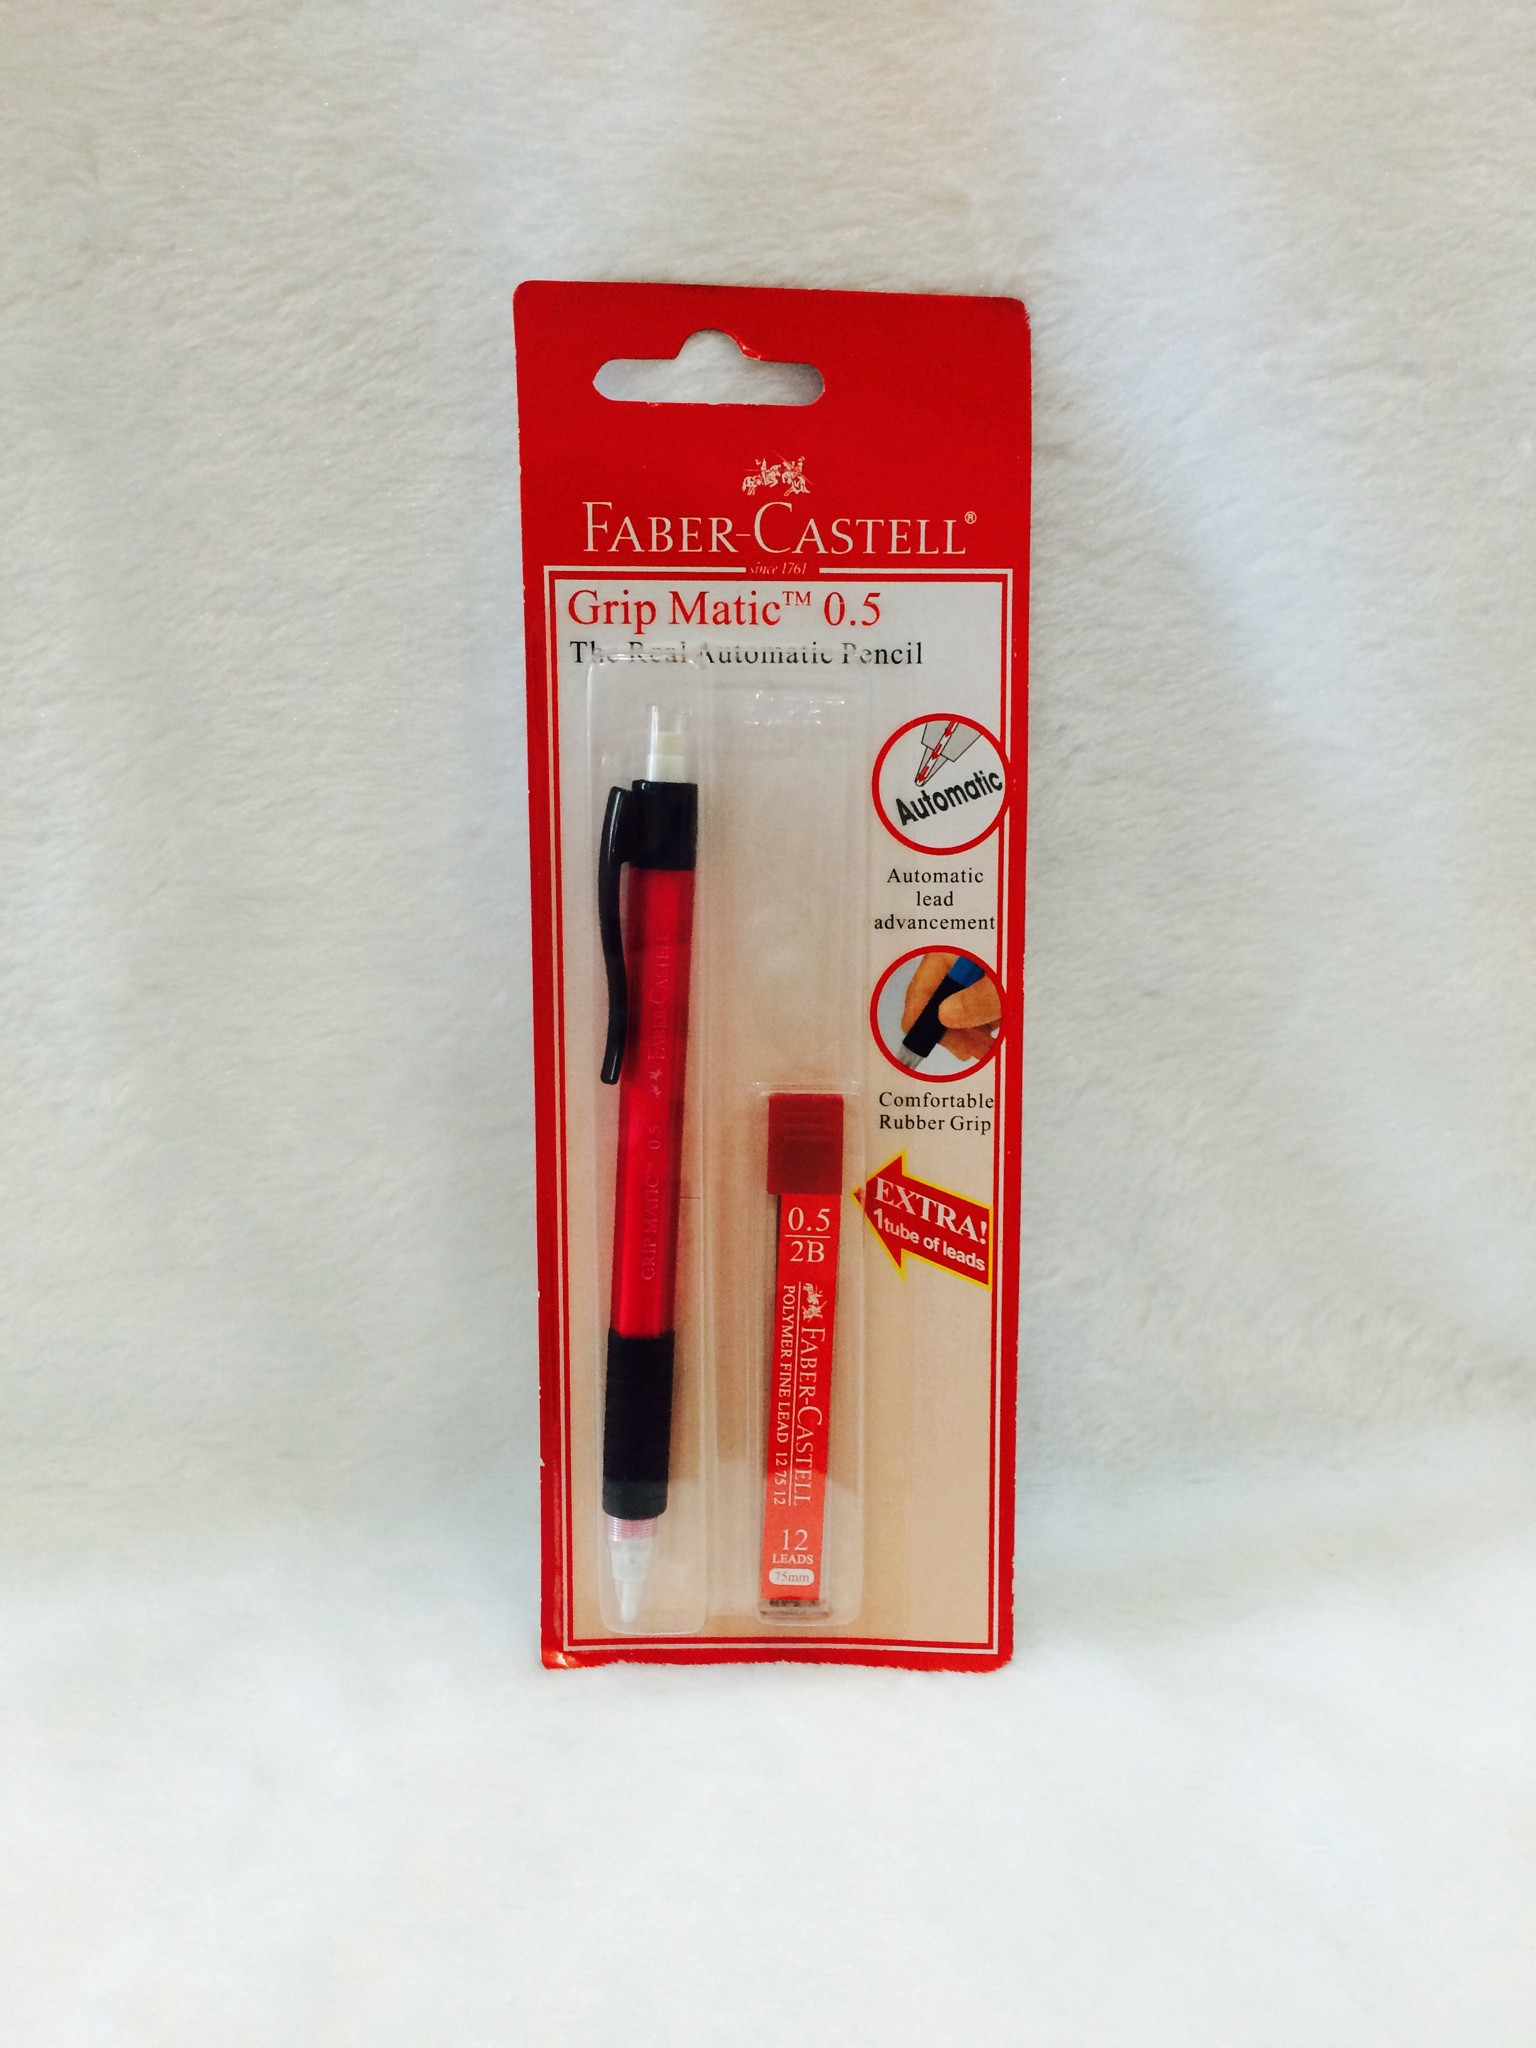 FABER-CASTELL®
since 1761
Grip Matic™ 0.5
The Real Automatic Pencil
Automatic
Automatic
lead
advancement
Comfortable
Rubber Grip
EXTRA!
1 tube of leads
GRIP MATIC™ 0.5 FABER-CASTELL
0.5
2B
FABER-CASTELL
POLYMER FINE LEAD 12 75 12
12
LEADS
75mm